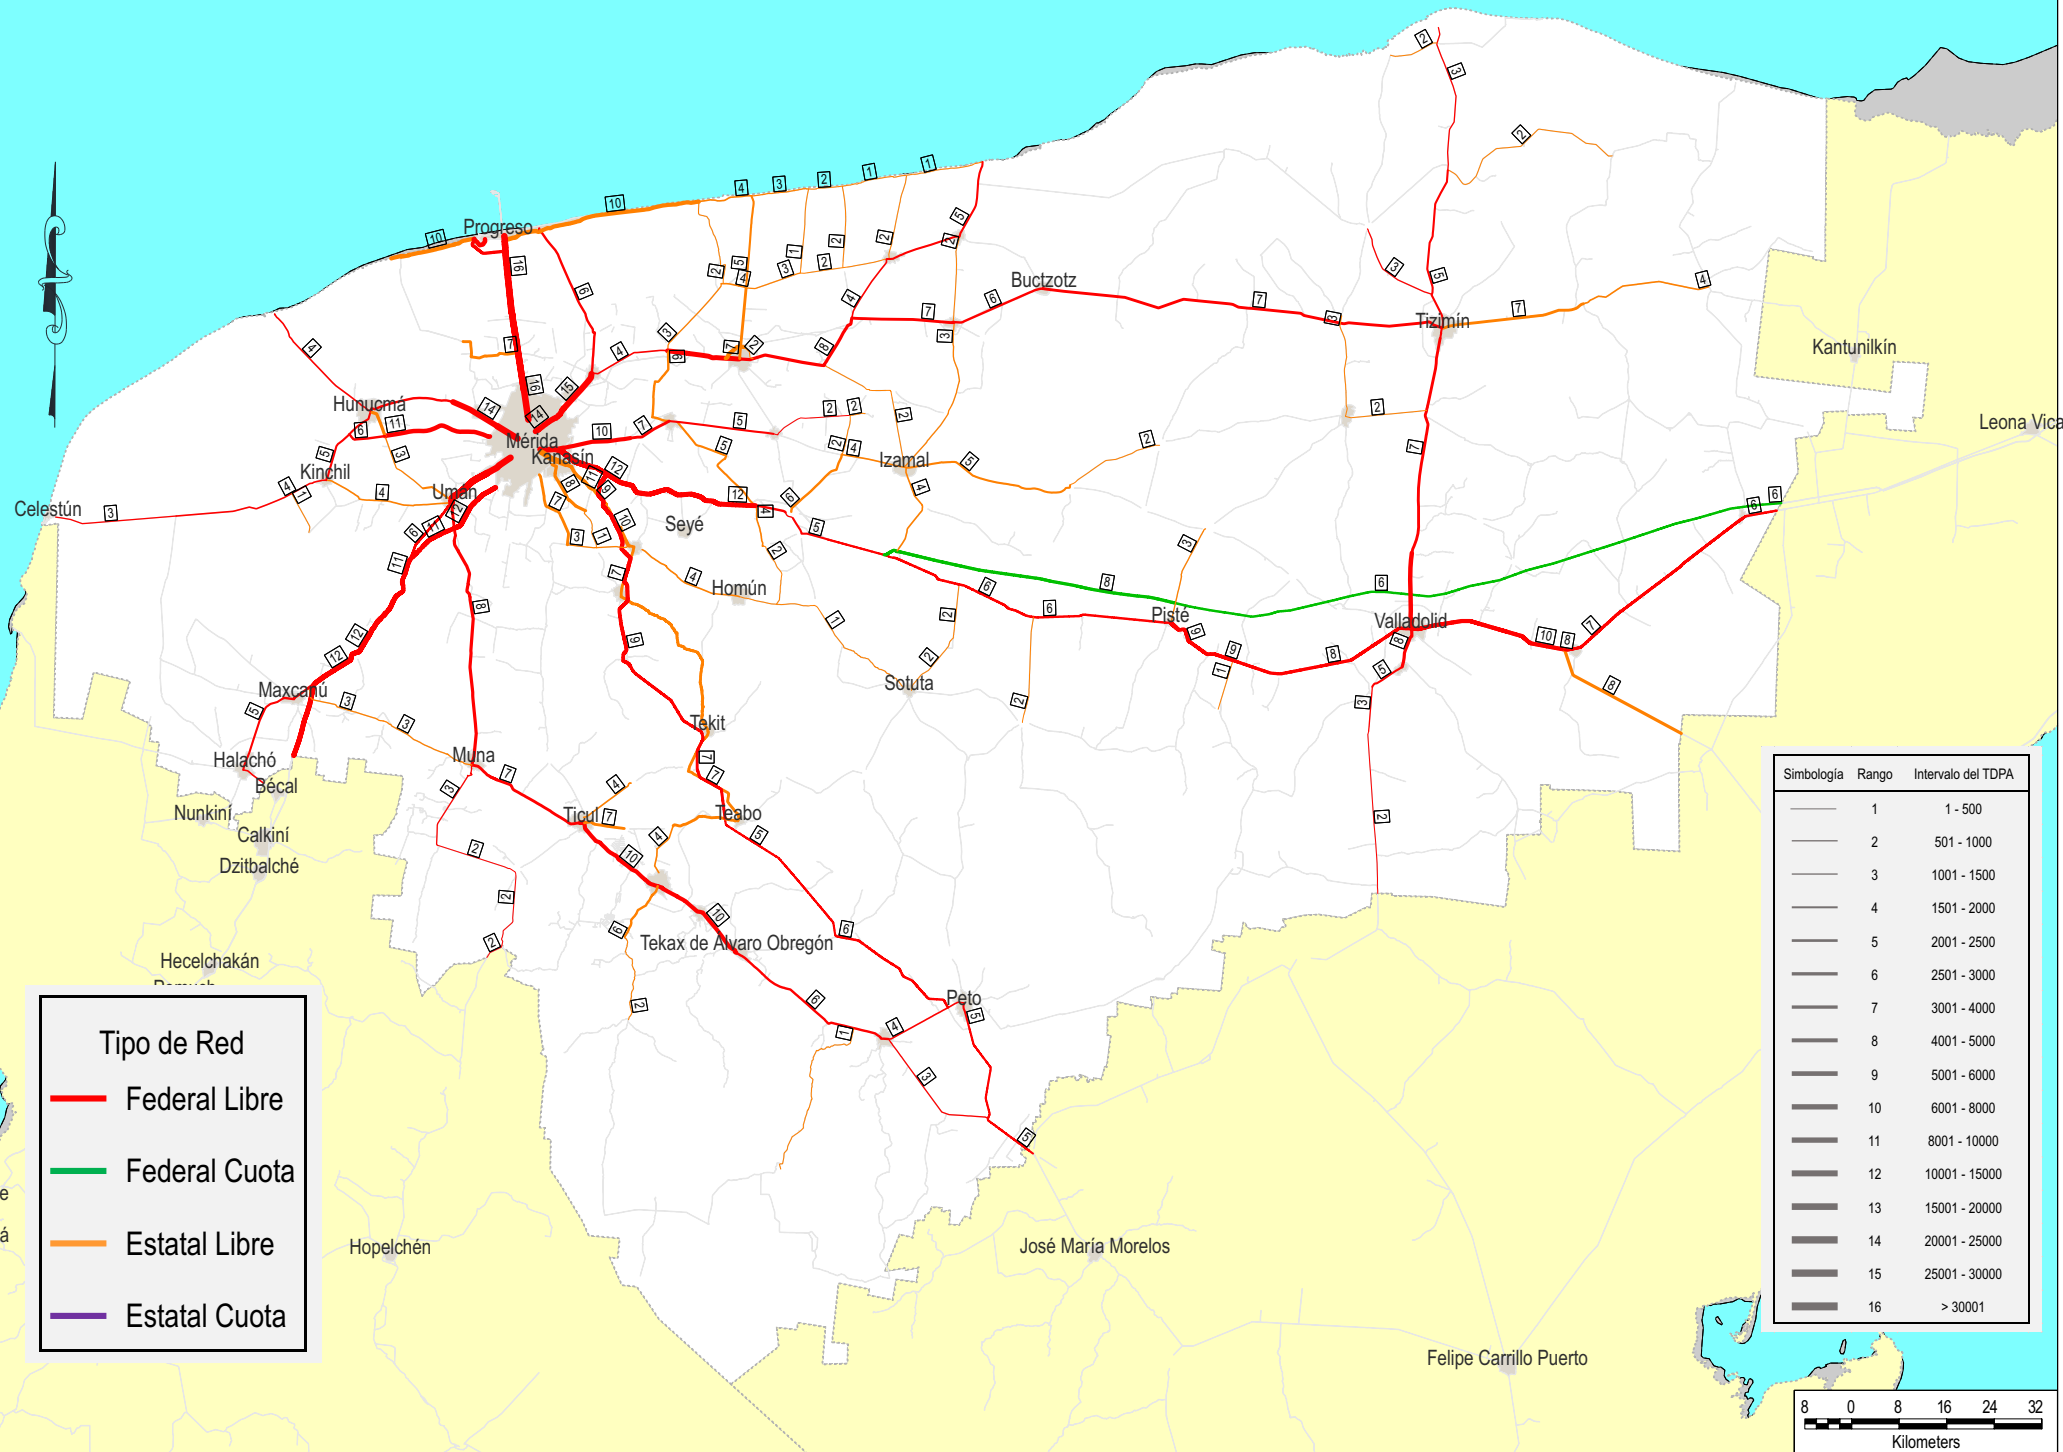 Progreso
Buctzotz
Tizimín
Kantunilkín
Hunucmá
Leona Vica
Mérida
Kanasín
Izamal
Kinchil
Umán
Celestún
Seyé
Homún
Pisté
Valladolid
Sotuta
Maxcanú
Tekit
Muna
Halachó
Bécal
Nunkiní
Ticul
Teabo
Calkiní
Dzitbalché
Tekax de Álvaro Obregón
Hecelchakán
Peto
Hopelchén
José María Morelos
Felipe Carrillo Puerto
Tipo de Red
Federal Libre
Federal Cuota
Estatal Libre
Estatal Cuota
Simbología Rango Intervalo del TDPA
1 1 - 500
2 501 - 1000
3 1001 - 1500
4 1501 - 2000
5 2001 - 2500
6 2501 - 3000
7 3001 - 4000
8 4001 - 5000
9 5001 - 6000
10 6001 - 8000
11 8001 - 10000
12 10001 - 15000
13 15001 - 20000
14 20001 - 25000
15 25001 - 30000
16 > 30001
8 0 8 16 24 32
Kilometers